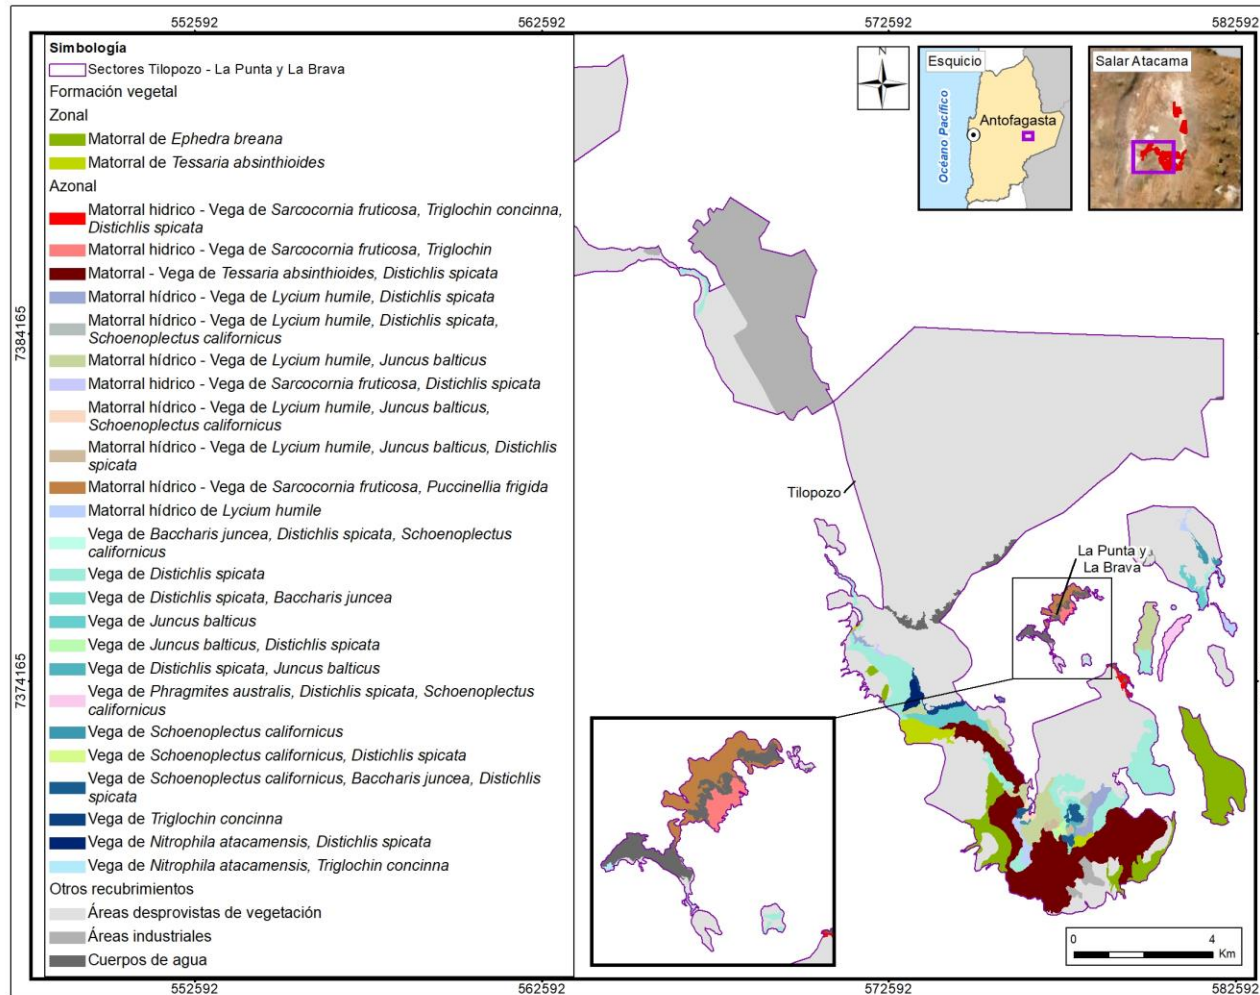 552592
562592
572592
582592
Simbología
Sectores Tilopozo - La Punta y La Brava
Formación vegetal
Zonal
Matorral de Ephedra breana
Matorral de Tessaria absinthioides
Azonal
Matorral hidrico - Vega de Sarcocornia fruticosa, Triglochin concinna,
Distichlis spicata
Matorral hidrico - Vega de Sarcocornia fruticosa, Triglochin
Matorral - Vega de Tessaria absinthioides, Distichlis spicata
Matorral hídrico - Vega de Lycium humile, Distichlis spicata
Matorral hídrico - Vega de Lycium humile, Distichlis spicata,
Schoenoplectus californicus
Matorral hídrico - Vega de Lycium humile, Juncus balticus
Matorral hidrico - Vega de Sarcocornia fruticosa, Distichlis spicata
Matorral hídrico - Vega de Lycium humile, Juncus balticus,
Schoenoplectus californicus
Matorral hídrico - Vega de Lycium humile, Juncus balticus, Distichlis
spicata
Matorral hídrico - Vega de Sarcocornia fruticosa, Puccinellia frigida
Matorral hídrico de Lycium humile
Vega de Baccharis juncea, Distichlis spicata, Schoenoplectus
californicus
Vega de Distichlis spicata
Vega de Distichlis spicata, Baccharis juncea
Vega de Juncus balticus
Vega de Juncus balticus, Distichlis spicata
Vega de Distichlis spicata, Juncus balticus
Vega de Phragmites australis, Distichlis spicata, Schoenoplectus
californicus
Vega de Schoenoplectus californicus
Vega de Schoenoplectus californicus, Distichlis spicata
Vega de Schoenoplectus californicus, Baccharis juncea, Distichlis
spicata
Vega de Triglochin concinna
Vega de Nitrophila atacamensis, Distichlis spicata
Vega de Nitrophila atacamensis, Triglochin concinna
Otros recubrimientos
Áreas desprovistas de vegetación
Áreas industriales
Cuerpos de agua
N
Esquicio
Antofagasta
Océano Pacífico
Salar Atacama
7384165
7374165
7384165
7374165
Tilopozo
La Punta y
La Brava
0
4
Km
552592
562592
572592
582592